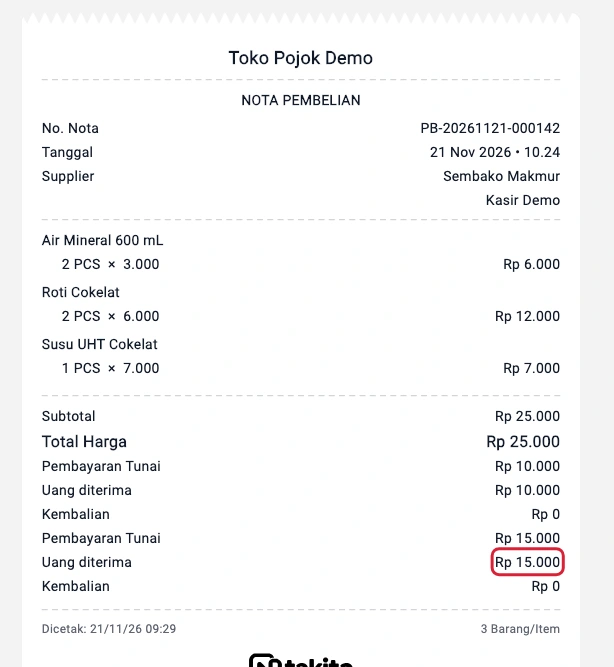 Toko Pojok Demo
NOTA PEMBELIAN
No. Nota PB-20261121-000142
Tanggal 21 Nov 2026 • 10.24
Supplier Sembako Makmur
Kasir Demo
Air Mineral 600 mL
2 PCS × 3.000 Rp 6.000
Roti Cokelat
2 PCS × 6.000 Rp 12.000
Susu UHT Cokelat
1 PCS × 7.000 Rp 7.000
Subtotal Rp 25.000
Total Harga Rp 25.000
Pembayaran Tunai Rp 10.000
Uang diterima Rp 10.000
Kembalian Rp 0
Pembayaran Tunai Rp 15.000
Uang diterima Rp 15.000
Kembalian Rp 0
Dicetak: 21/11/26 09:29 3 Barang/Item